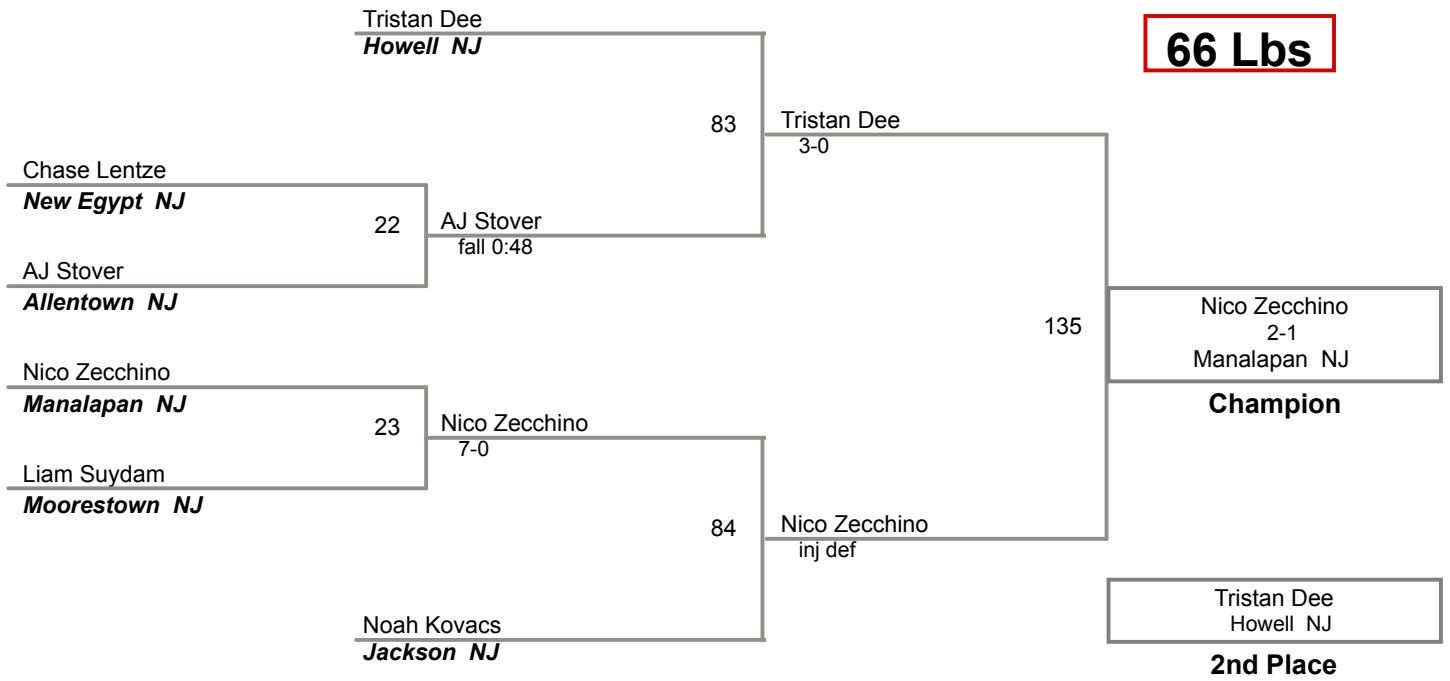 Tristan Dee
Howell NJ
66 Lbs
83
Tristan Dee
3-0
Chase Lentze
New Egypt NJ
22
AJ Stover
fall 0:48
AJ Stover
Allentown NJ
135
Nico Zecchino
2-1
Manalapan NJ
Champion
Nico Zecchino
Manalapan NJ
23
Nico Zecchino
7-0
Liam Suydam
Moorestown NJ
84
Nico Zecchino
inj def
Noah Kovacs
Jackson NJ
Tristan Dee
Howell NJ
2nd Place